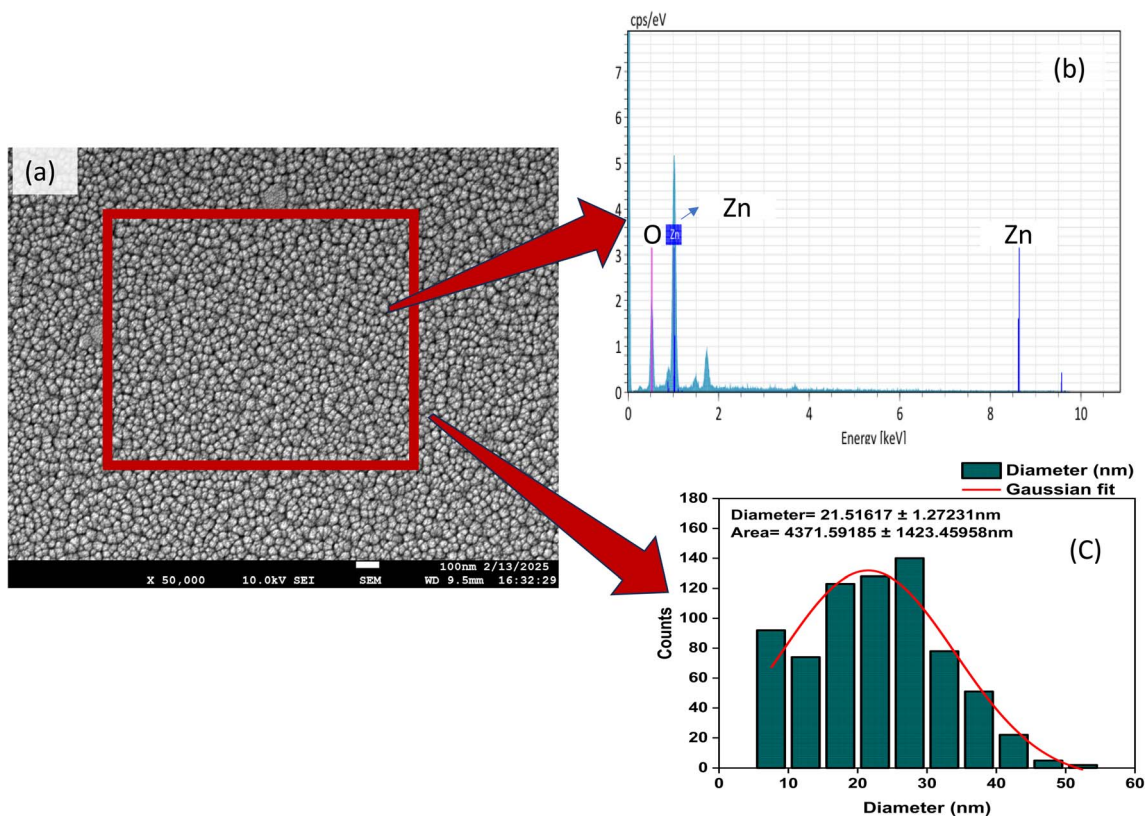 (a)
100nm 2/13/2025
X 50,000 10.0kV SEI SEM WD 9.5mm 16:32:29
cps/eV
(b)
7
6
5
4
3
2
1
0
O
Zn
Zn
Zn
0 2 4 6 8 10
Energy [keV]
Diameter (nm)
Gaussian fit
Diameter= 21.51617 ± 1.27231nm
Area= 4371.59185 ± 1423.45958nm
(C)
Counts
180
160
140
120
100
80
60
40
20
0
0 10 20 30 40 50 60
Diameter (nm)